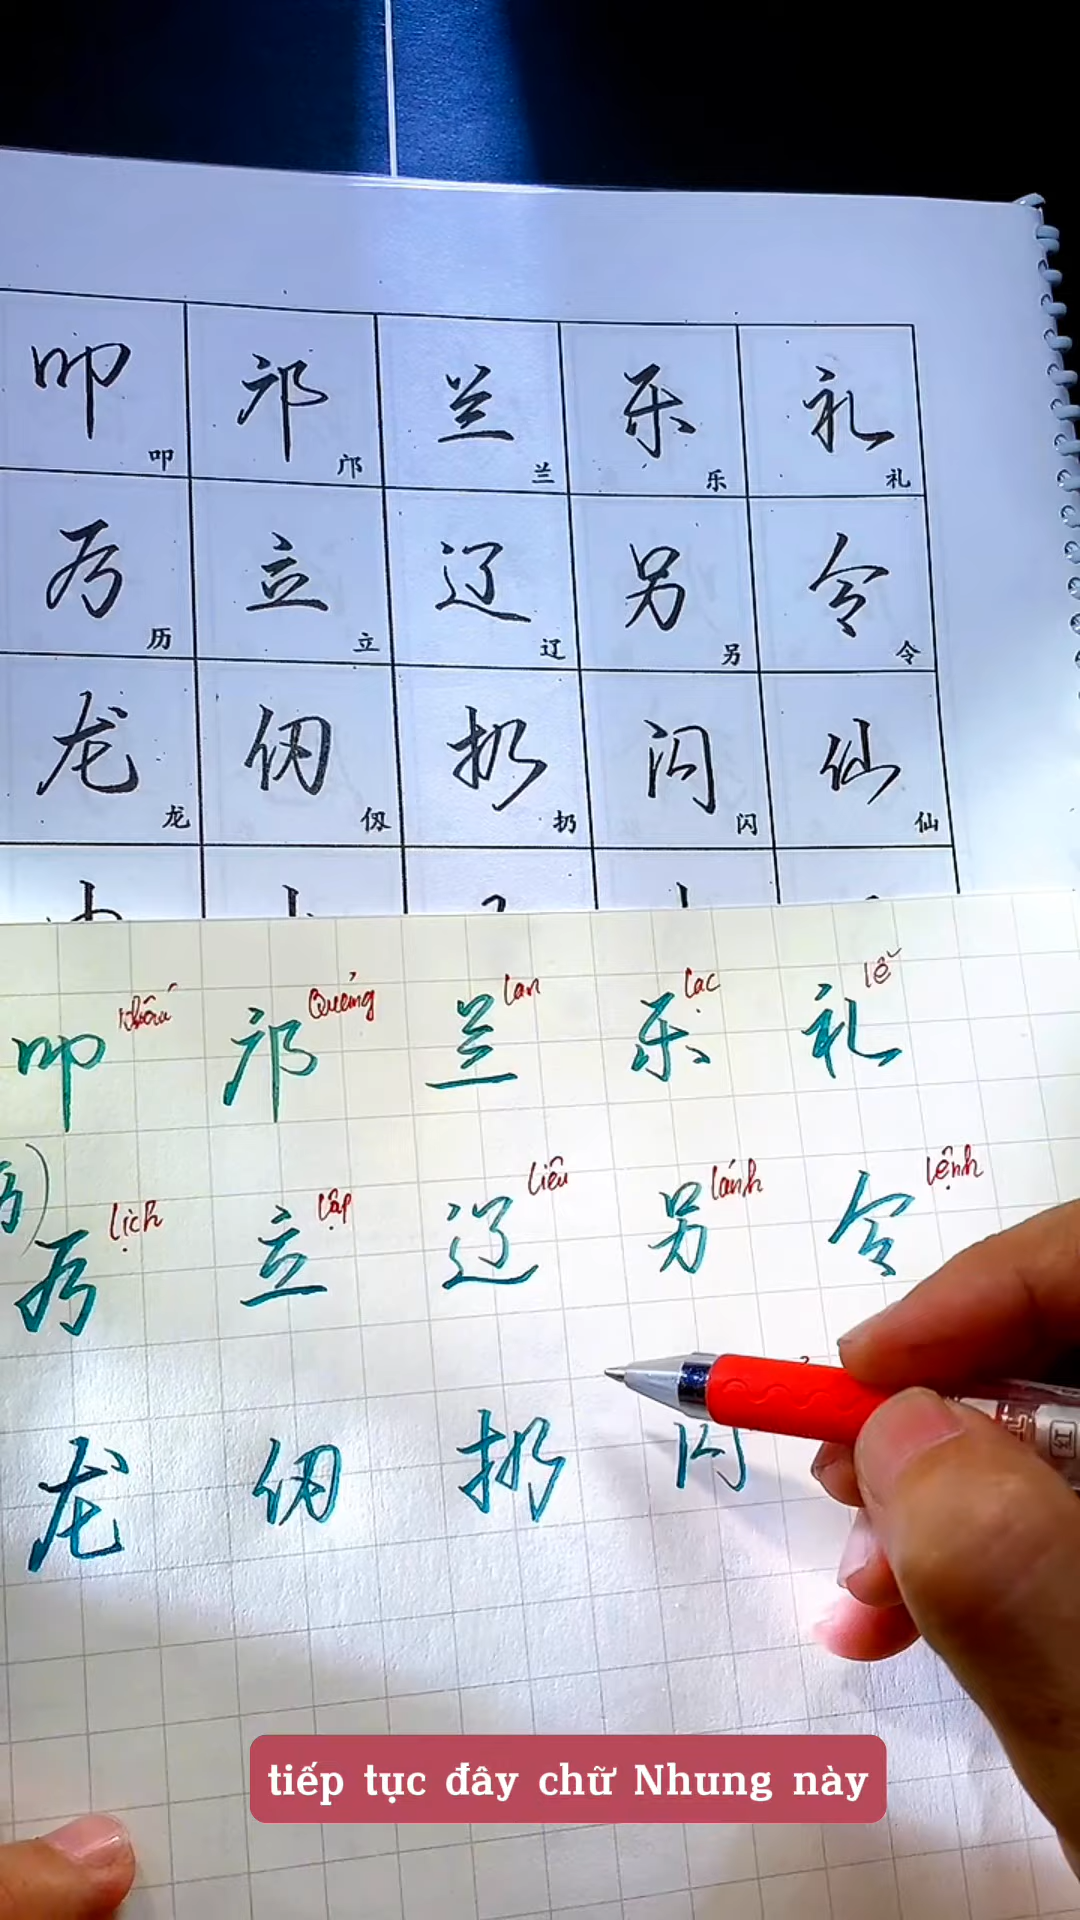 叩 邝 兰 乐 礼
叩 邝 兰 乐 礼
历 立 辽 另 令
历 立 辽 另 令
龙 仞 扔 闪 仙
龙 仞 扔 闪 仙
khấu Quảng lan lạc lễ
叩 邝 兰 乐 礼
lịch lập liêu lánh lệnh
历 立 辽 另 令
龙 仞 扔 闪
tiếp tục đây chữ Nhung này